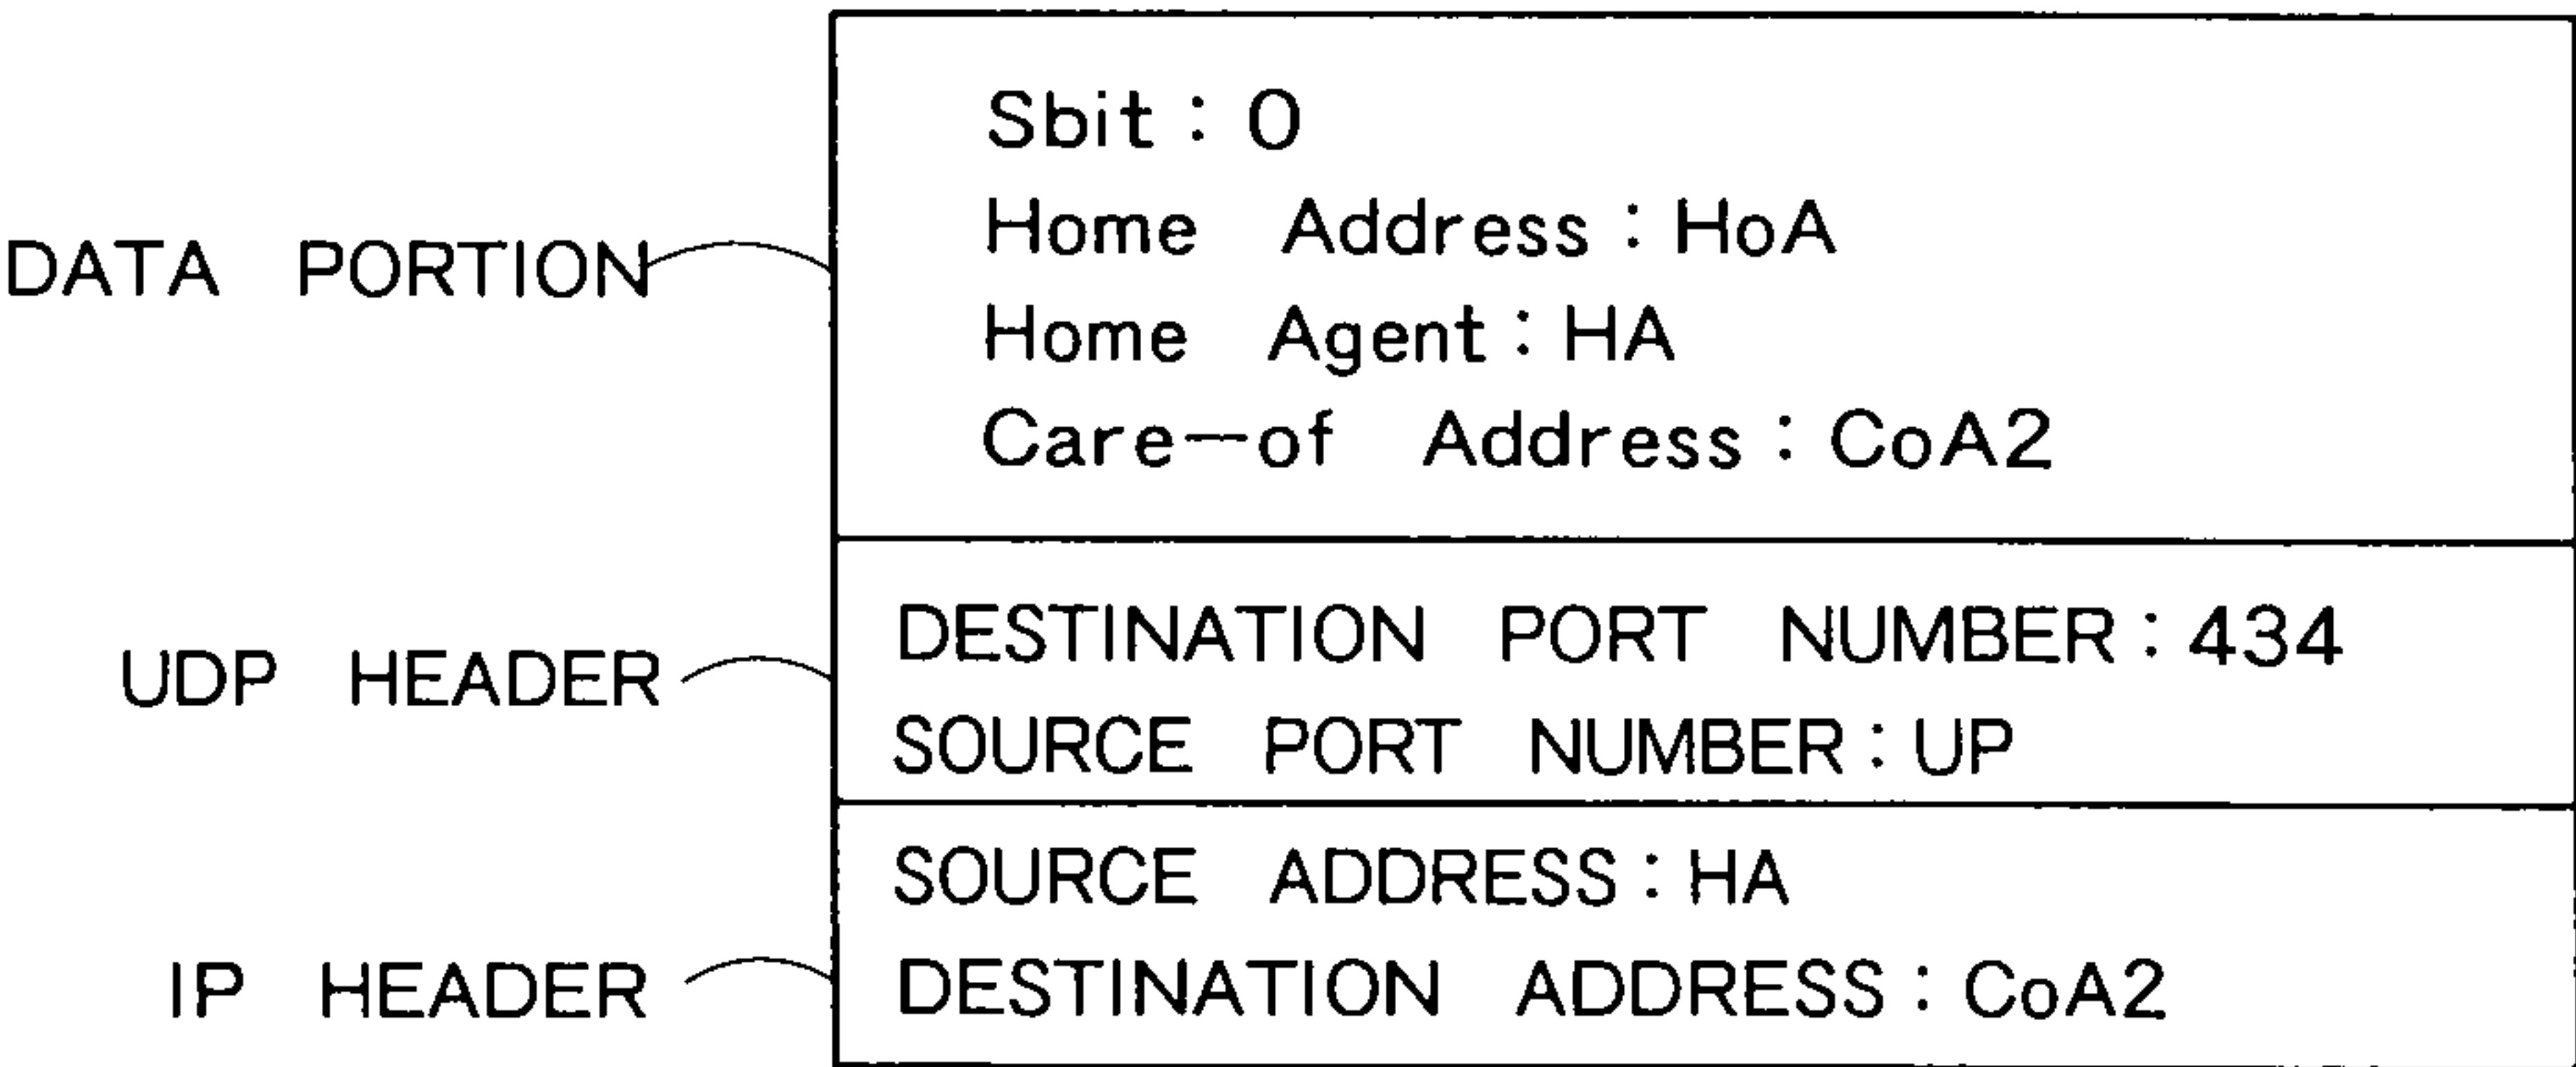 Sbit : 0
Home Address : HoA
DATA PORTION
Home Agent : HA
Care-of Address : CoA2
DESTINATION PORT NUMBER : 434
UDP HEADER
SOURCE PORT NUMBER : UP
SOURCE ADDRESS : HA
IP HEADER
DESTINATION ADDRESS : CoA2